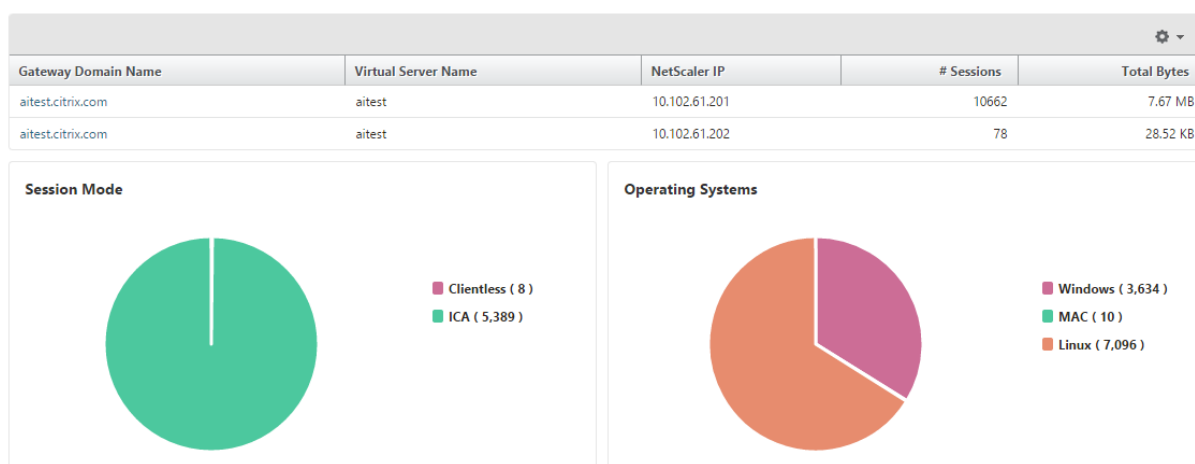 Gateway Domain Name Virtual Server Name NetScaler IP # Sessions Total Bytes
aitest.citrix.com aitest 10.102.61.201 10662 7.67 MB
aitest.citrix.com aitest 10.102.61.202 78 28.52 KB
Session Mode
Clientless ( 8 )
ICA ( 5,389 )
Operating Systems
Windows ( 3,634 )
MAC ( 10 )
Linux ( 7,096 )